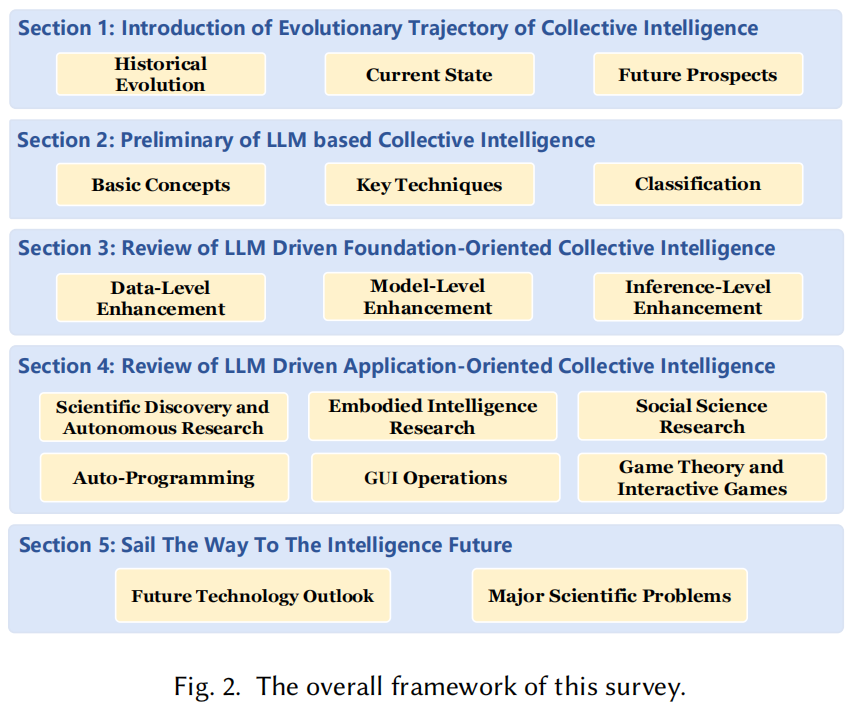 Section 1: Introduction of Evolutionary Trajectory of Collective Intelligence
Historical
Evolution
Current State
Future Prospects
Section 2: Preliminary of LLM based Collective Intelligence
Basic Concepts
Key Techniques
Classification
Section 3: Review of LLM Driven Foundation-Oriented Collective Intelligence
Data-Level
Enhancement
Model-Level
Enhancement
Inference-Level
Enhancement
Section 4: Review of LLM Driven Application-Oriented Collective Intelligence
Scientific Discovery and
Autonomous Research
Embodied Intelligence
Research
Social Science
Research
Auto-Programming
GUI Operations
Game Theory and
Interactive Games
Section 5: Sail The Way To The Intelligence Future
Future Technology Outlook
Major Scientific Problems
Fig. 2. The overall framework of this survey.